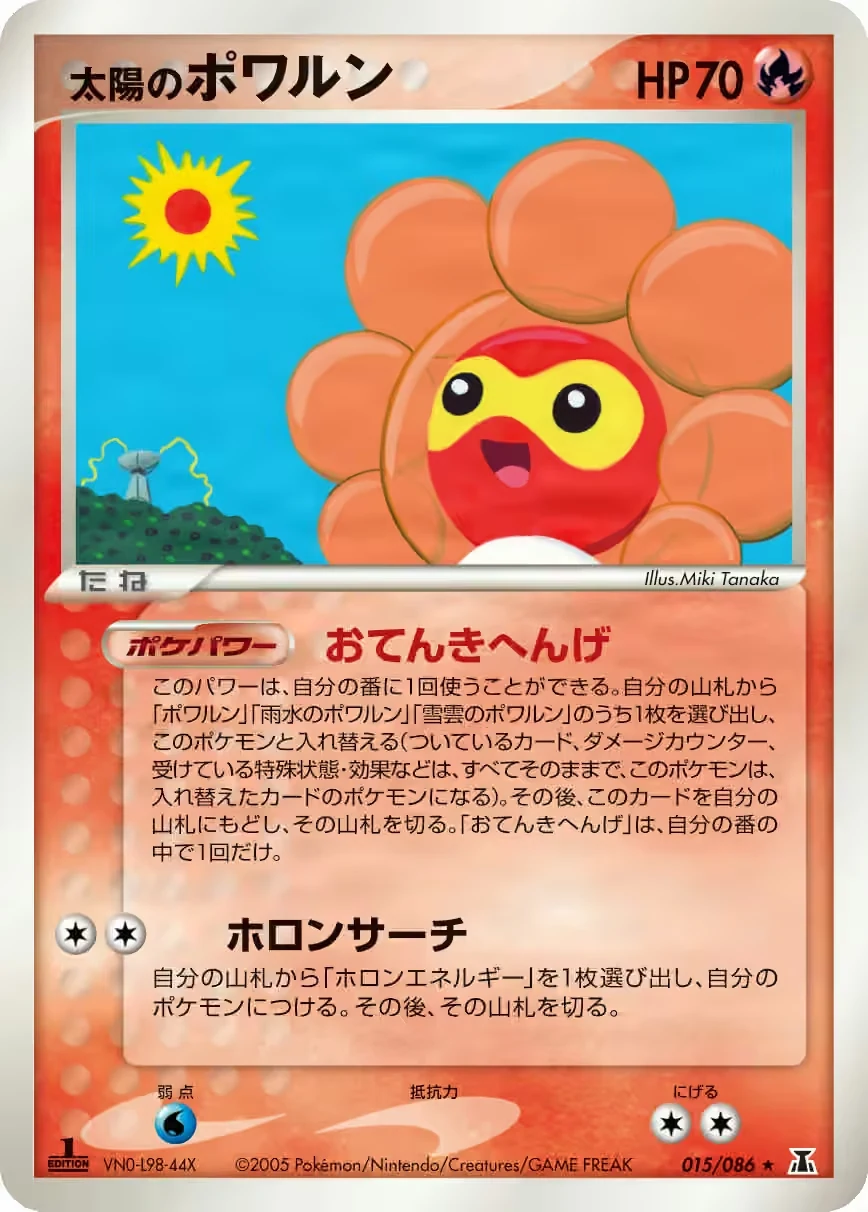 太陽のポワルン HP70
たね
Illus.Miki Tanaka
ポケパワー おてんきへんげ
このパワーは、自分の番に1回使うことができる。自分の山札から
「ポワルン」「雨水のポワルン」「雪雲のポワルン」のうち1枚を選び出し、
このポケモンと入れ替える(ついているカード、ダメージカウンター、
受けている特殊状態・効果などは、すべてそのままで、このポケモンは、
入れ替えたカードのポケモンになる)。その後、このカードを自分の
山札にもどし、その山札を切る。「おてんきへんげ」は、自分の番の
中で1回だけ。
ホロンサーチ
自分の山札から「ホロンエネルギー」を1枚選び出し、自分の
ポケモンにつける。その後、その山札を切る。
弱点 抵抗力 にげる
1 EDITION VN0-L98-44X ©2005 Pokémon/Nintendo/Creatures/GAME FREAK 015/086 ★